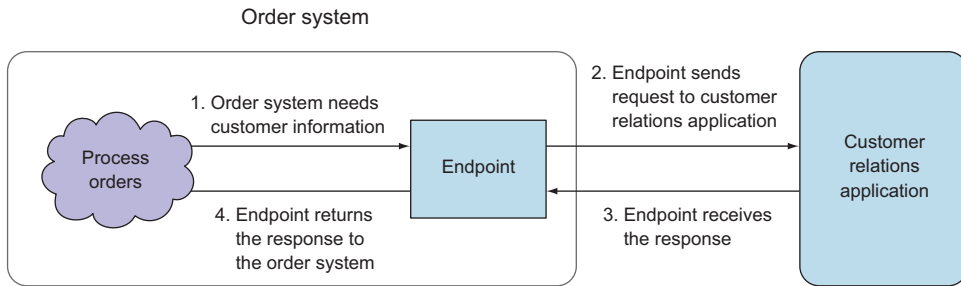 Order system
1. Order system needs
customer information
2. Endpoint sends
request to customer
relations application
Process
orders
Endpoint
Customer
relations
application
4. Endpoint returns
the response to
the order system
3. Endpoint receives
the response